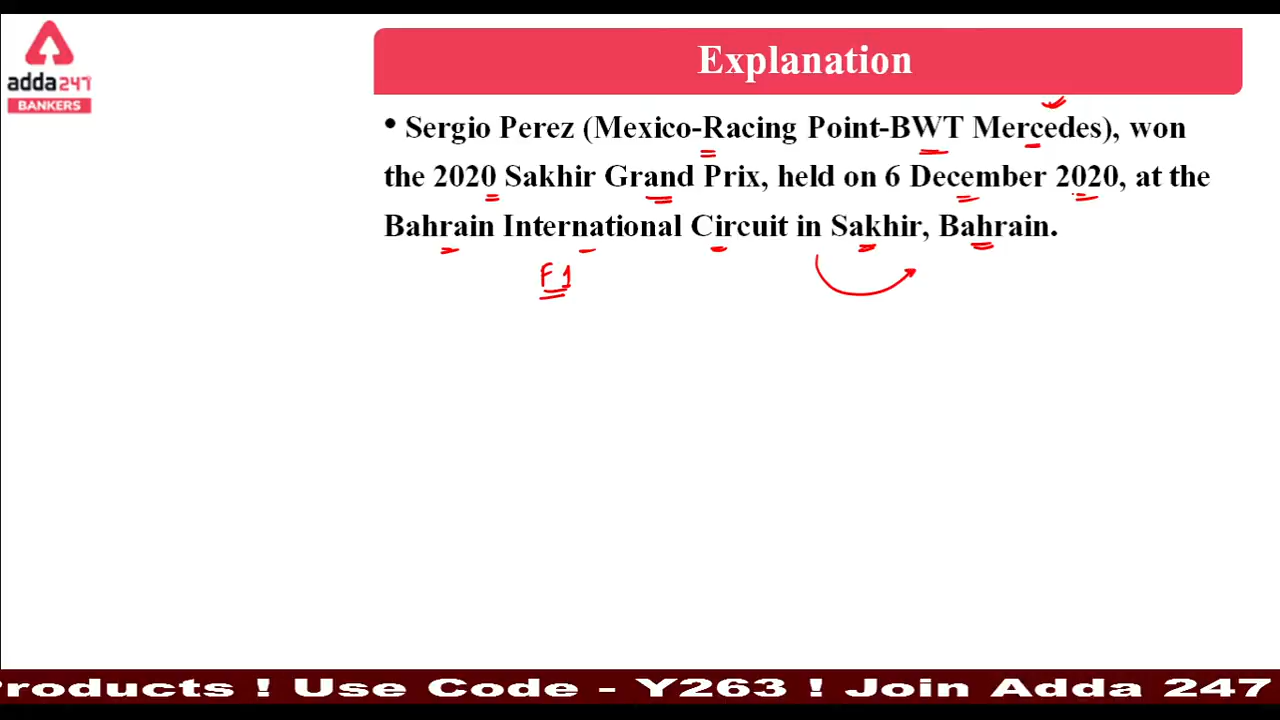 adda247
BANKERS
Explanation
• Sergio Perez (Mexico-Racing Point-BWT Mercedes), won
the 2020 Sakhir Grand Prix, held on 6 December 2020, at the
Bahrain International Circuit in Sakhir, Bahrain.
F1
roducts ! Use Code - Y263 ! Join Adda 247